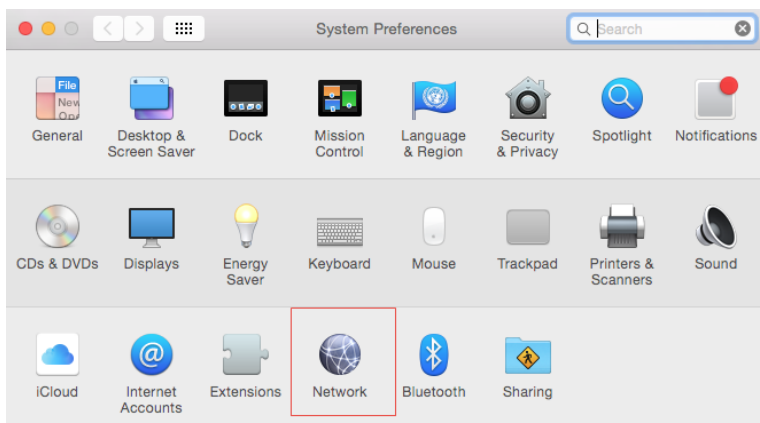 System Preferences
Search
File
New
Ope
General
Desktop &
Screen Saver
Dock
Mission
Control
Language
& Region
Security
& Privacy
Spotlight
Notifications
CDs & DVDs
Displays
Energy
Saver
Keyboard
Mouse
Trackpad
Printers &
Scanners
Sound
@
iCloud
Internet
Accounts
Extensions
Network
Bluetooth
Sharing